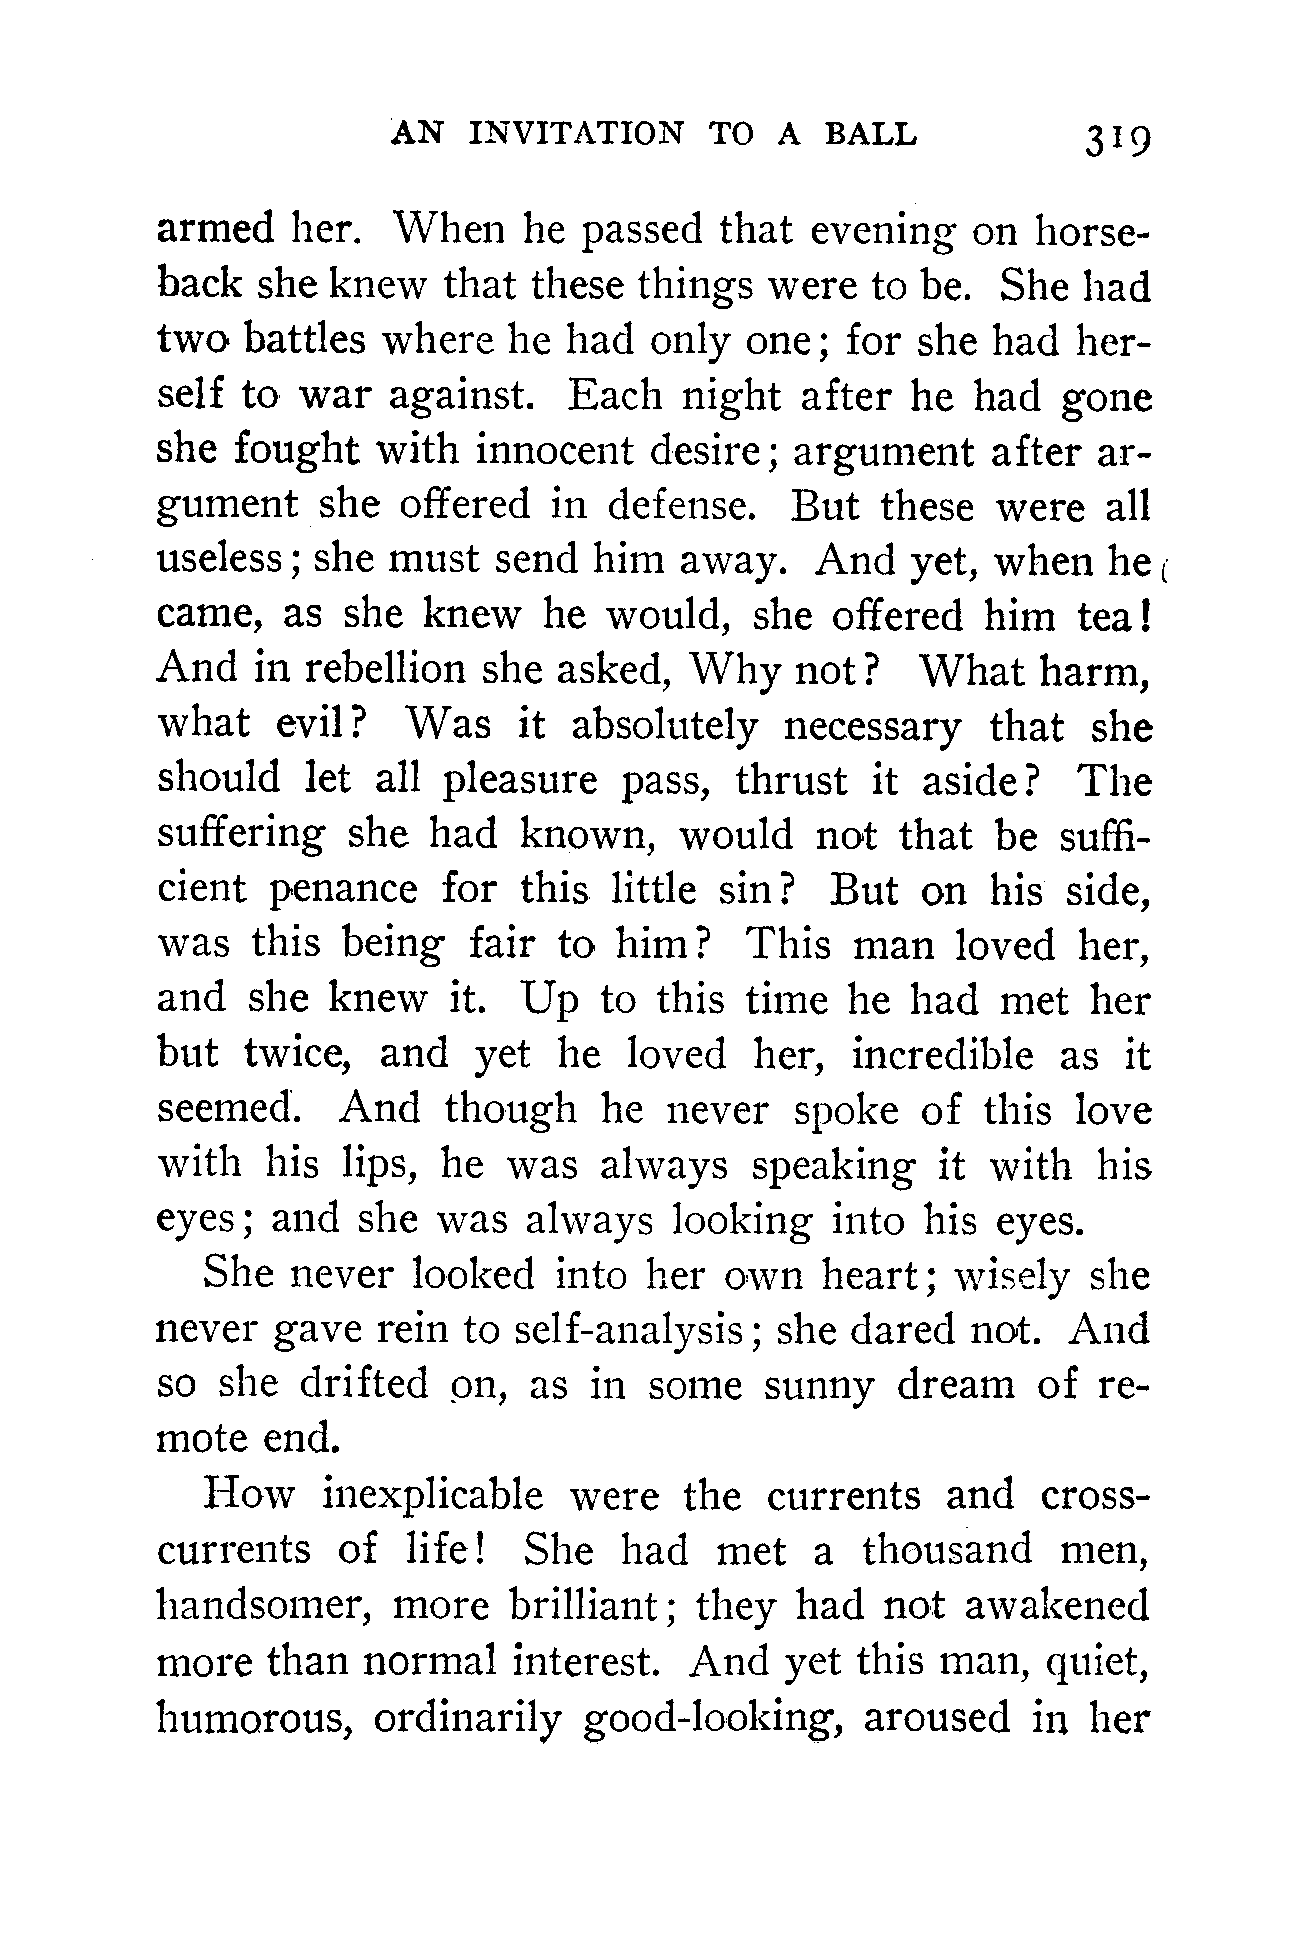 AN INVITATION TO A BALL 319
armed her. When he passed that evening on horse-
back she knew that these things were to be. She had
two battles where he had only one; for she had her-
self to war against. Each night after he had gone
she fought with innocent desire; argument after ar-
gument she offered in defense. But these were all
useless; she must send him away. And yet, when he
came, as she knew he would, she offered him tea!
And in rebellion she asked, Why not? What harm,
what evil? Was it absolutely necessary that she
should let all pleasure pass, thrust it aside? The
suffering she had known, would not that be suffi-
cient penance for this little sin? But on his side,
was this being fair to him? This man loved her,
and she knew it. Up to this time he had met her
but twice, and yet he loved her, incredible as it
seemed. And though he never spoke of this love
with his lips, he was always speaking it with his
eyes; and she was always looking into his eyes.
She never looked into her own heart; wisely she
never gave rein to self-analysis; she dared not. And
so she drifted on, as in some sunny dream of re-
mote end.
How inexplicable were the currents and cross-
currents of life! She had met a thousand men,
handsomer, more brilliant; they had not awakened
more than normal interest. And yet this man, quiet,
humorous, ordinarily good-looking, aroused in her